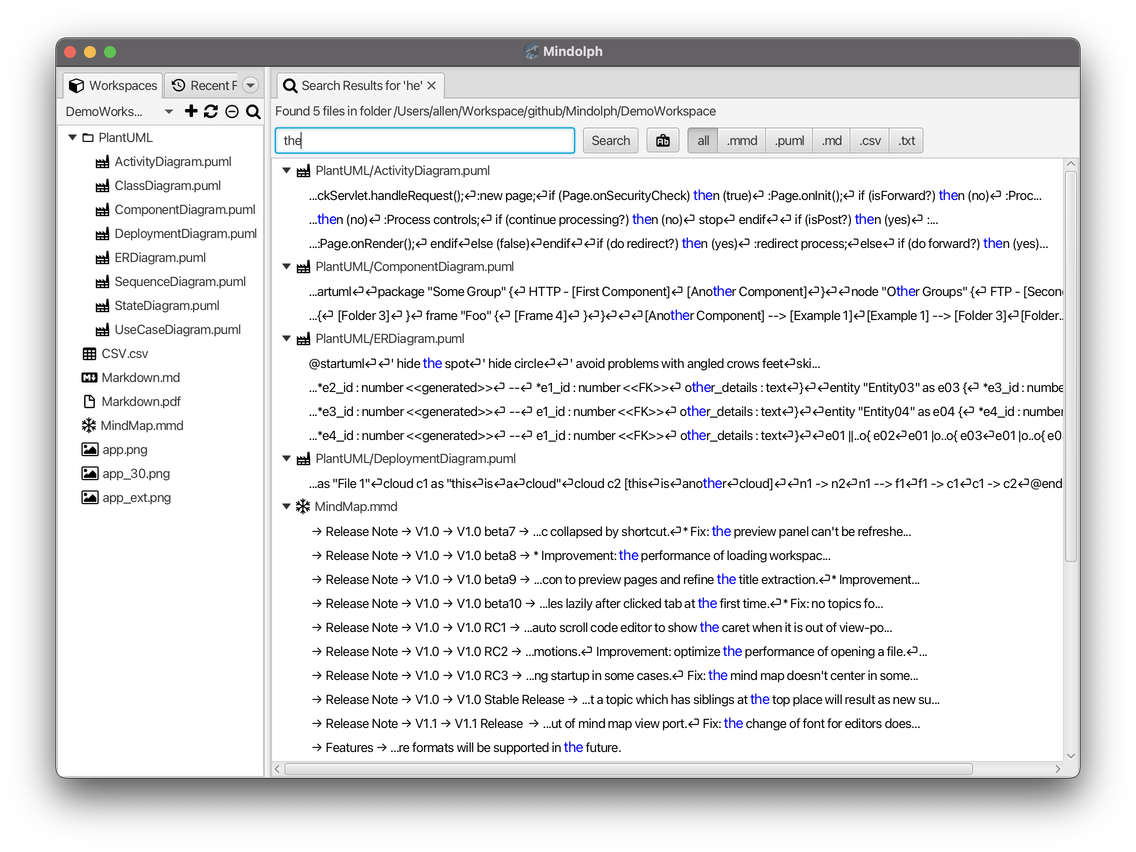 Mindolph
Workspaces
Recent F
DemoWorks...
PlantUML
ActivityDiagram.puml
ClassDiagram.puml
ComponentDiagram.puml
DeploymentDiagram.puml
ERDiagram.puml
SequenceDiagram.puml
StateDiagram.puml
UseCaseDiagram.puml
CSV.csv
Markdown.md
Markdown.pdf
MindMap.mmd
app.png
app_30.png
app_ext.png
Search Results for 'he' ✕
Found 5 files in folder /Users/allen/Workspace/github/Mindolph/DemoWorkspace
the Search Ab all .mmd .puml .md .csv .txt
PlantUML/ActivityDiagram.puml
...ckServlet.handleRequest();⏎:new page;⏎if (Page.onSecurityCheck) then (true)⏎ :Page.onInit();⏎ if (isForward?) then (no)⏎ :Proc...
...then (no)⏎ :Process controls;⏎ if (continue processing?) then (no)⏎ stop⏎ endif⏎ if (isPost?) then (yes)⏎ :...
...:Page.onRender();⏎ endif⏎else (false)⏎endif⏎if (do redirect?) then (yes)⏎ :redirect process;⏎else⏎ if (do forward?) then (yes)...
PlantUML/ComponentDiagram.puml
...artuml⏎⏎package "Some Group" {⏎ HTTP - [First Component]⏎ [Another Component]⏎}⏎⏎node "Other Groups" {⏎ FTP - [Secon
...{⏎ [Folder 3]⏎ }⏎ frame "Foo" {⏎ [Frame 4]⏎ }⏎}⏎⏎⏎[Another Component] --> [Example 1]⏎[Example 1] --> [Folder 3]⏎[Folder..
PlantUML/ERDiagram.puml
@startuml⏎⏎' hide the spot⏎' hide circle⏎⏎' avoid problems with angled crows feet⏎ski...
...*e2_id : number <<generated>>⏎ --⏎ *e1_id : number <<FK>>⏎ other_details : text⏎}⏎⏎entity "Entity03" as e03 {⏎ *e3_id : numbe
...*e3_id : number <<generated>>⏎ --⏎ e1_id : number <<FK>>⏎ other_details : text⏎}⏎⏎entity "Entity04" as e04 {⏎ *e4_id : number
...*e4_id : number <<generated>>⏎ --⏎ e1_id : number <<FK>>⏎ other_details : text⏎}⏎⏎e01 ||..o{ e02⏎e01 |o..o{ e03⏎e01 |o..o{ e0
PlantUML/DeploymentDiagram.puml
...as "File 1"⏎cloud c1 as "this⏎is⏎a⏎cloud"⏎cloud c2 [this⏎is⏎another⏎cloud]⏎⏎n1 -> n2⏎n1 --> f1⏎f1 -> c1⏎c1 -> c2⏎@end
MindMap.mmd
→ Release Note → V1.0 → V1.0 beta7 → ...c collapsed by shortcut.⏎* Fix: the preview panel can't be refreshe...
→ Release Note → V1.0 → V1.0 beta8 → * Improvement: the performance of loading workspac...
→ Release Note → V1.0 → V1.0 beta9 → ...con to preview pages and refine the title extraction.⏎* Improvement...
→ Release Note → V1.0 → V1.0 beta10 → ...les lazily after clicked tab at the first time.⏎* Fix: no topics fo...
→ Release Note → V1.0 → V1.0 RC1 → ...auto scroll code editor to show the caret when it is out of view-po...
→ Release Note → V1.0 → V1.0 RC2 → ...motions.⏎ Improvement: optimize the performance of opening a file.⏎...
→ Release Note → V1.0 → V1.0 RC3 → ...ng startup in some cases.⏎ Fix: the mind map doesn't center in some...
→ Release Note → V1.0 → V1.0 Stable Release → ...t a topic which has siblings at the top place will result as new su...
→ Release Note → V1.1 → V1.1 Release → ...ut of mind map view port.⏎ Fix: the change of font for editors does...
→ Features → ...re formats will be supported in the future.